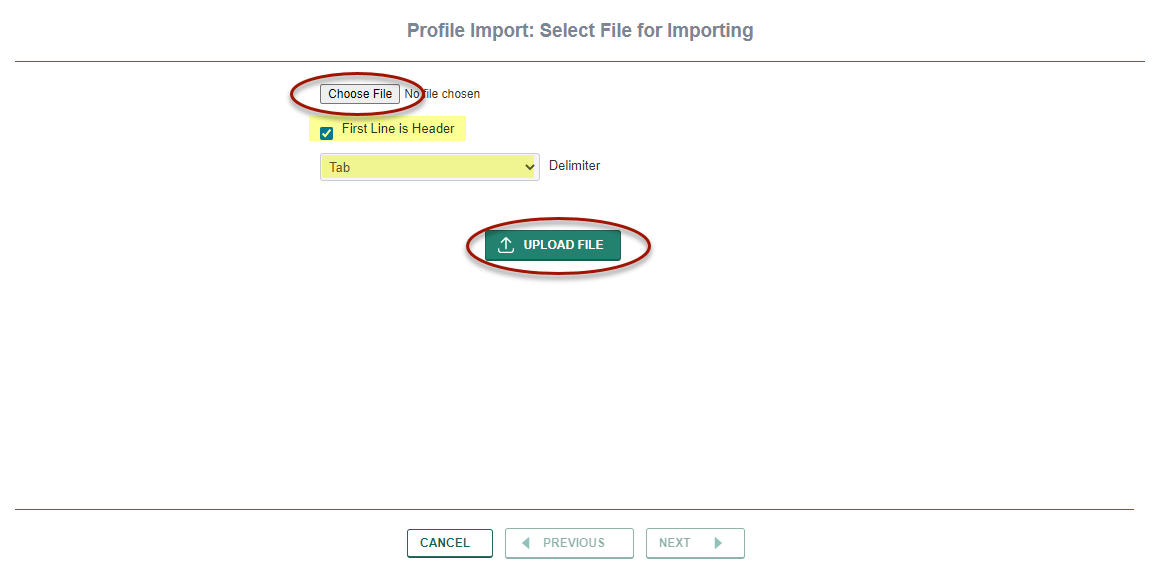 Profile Import: Select File for Importing
Choose File No file chosen
First Line is Header
Tab Delimiter
UPLOAD FILE
CANCEL PREVIOUS NEXT